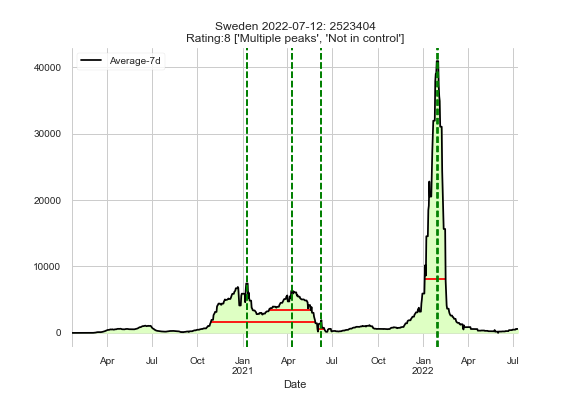 Sweden 2022-07-12: 2523404
Rating:8 ['Multiple peaks', 'Not in control']
Average-7d
40000
30000
20000
10000
0
Apr Jul Oct Jan Apr Jul Oct Jan Apr Jul
2021 2022
Date